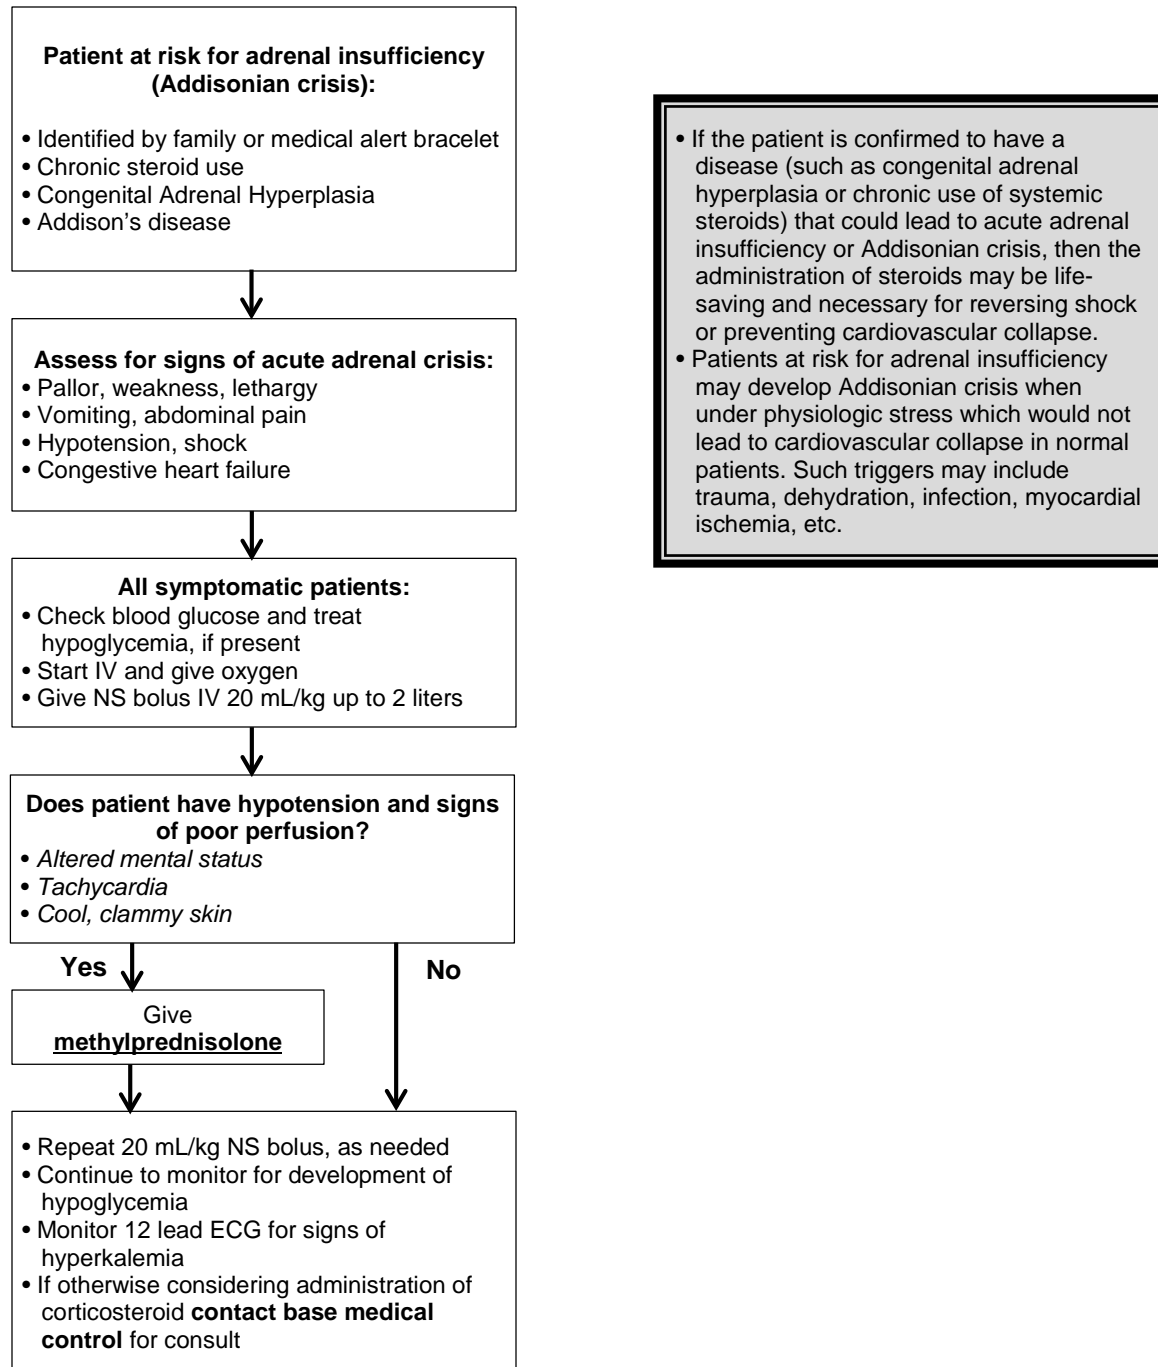 Patient at risk for adrenal insufficiency
(Addisonian crisis):
• Identified by family or medical alert bracelet
• Chronic steroid use
• Congenital Adrenal Hyperplasia
• Addison’s disease
Assess for signs of acute adrenal crisis:
• Pallor, weakness, lethargy
• Vomiting, abdominal pain
• Hypotension, shock
• Congestive heart failure
All symptomatic patients:
• Check blood glucose and treat
hypoglycemia, if present
• Start IV and give oxygen
• Give NS bolus IV 20 mL/kg up to 2 liters
Does patient have hypotension and signs
of poor perfusion?
• Altered mental status
• Tachycardia
• Cool, clammy skin
Yes
No
Give
methylprednisolone
• Repeat 20 mL/kg NS bolus, as needed
• Continue to monitor for development of
hypoglycemia
• Monitor 12 lead ECG for signs of
hyperkalemia
• If otherwise considering administration of
corticosteroid contact base medical
control for consult
• If the patient is confirmed to have a
disease (such as congenital adrenal
hyperplasia or chronic use of systemic
steroids) that could lead to acute adrenal
insufficiency or Addisonian crisis, then the
administration of steroids may be life-
saving and necessary for reversing shock
or preventing cardiovascular collapse.
• Patients at risk for adrenal insufficiency
may develop Addisonian crisis when
under physiologic stress which would not
lead to cardiovascular collapse in normal
patients. Such triggers may include
trauma, dehydration, infection, myocardial
ischemia, etc.